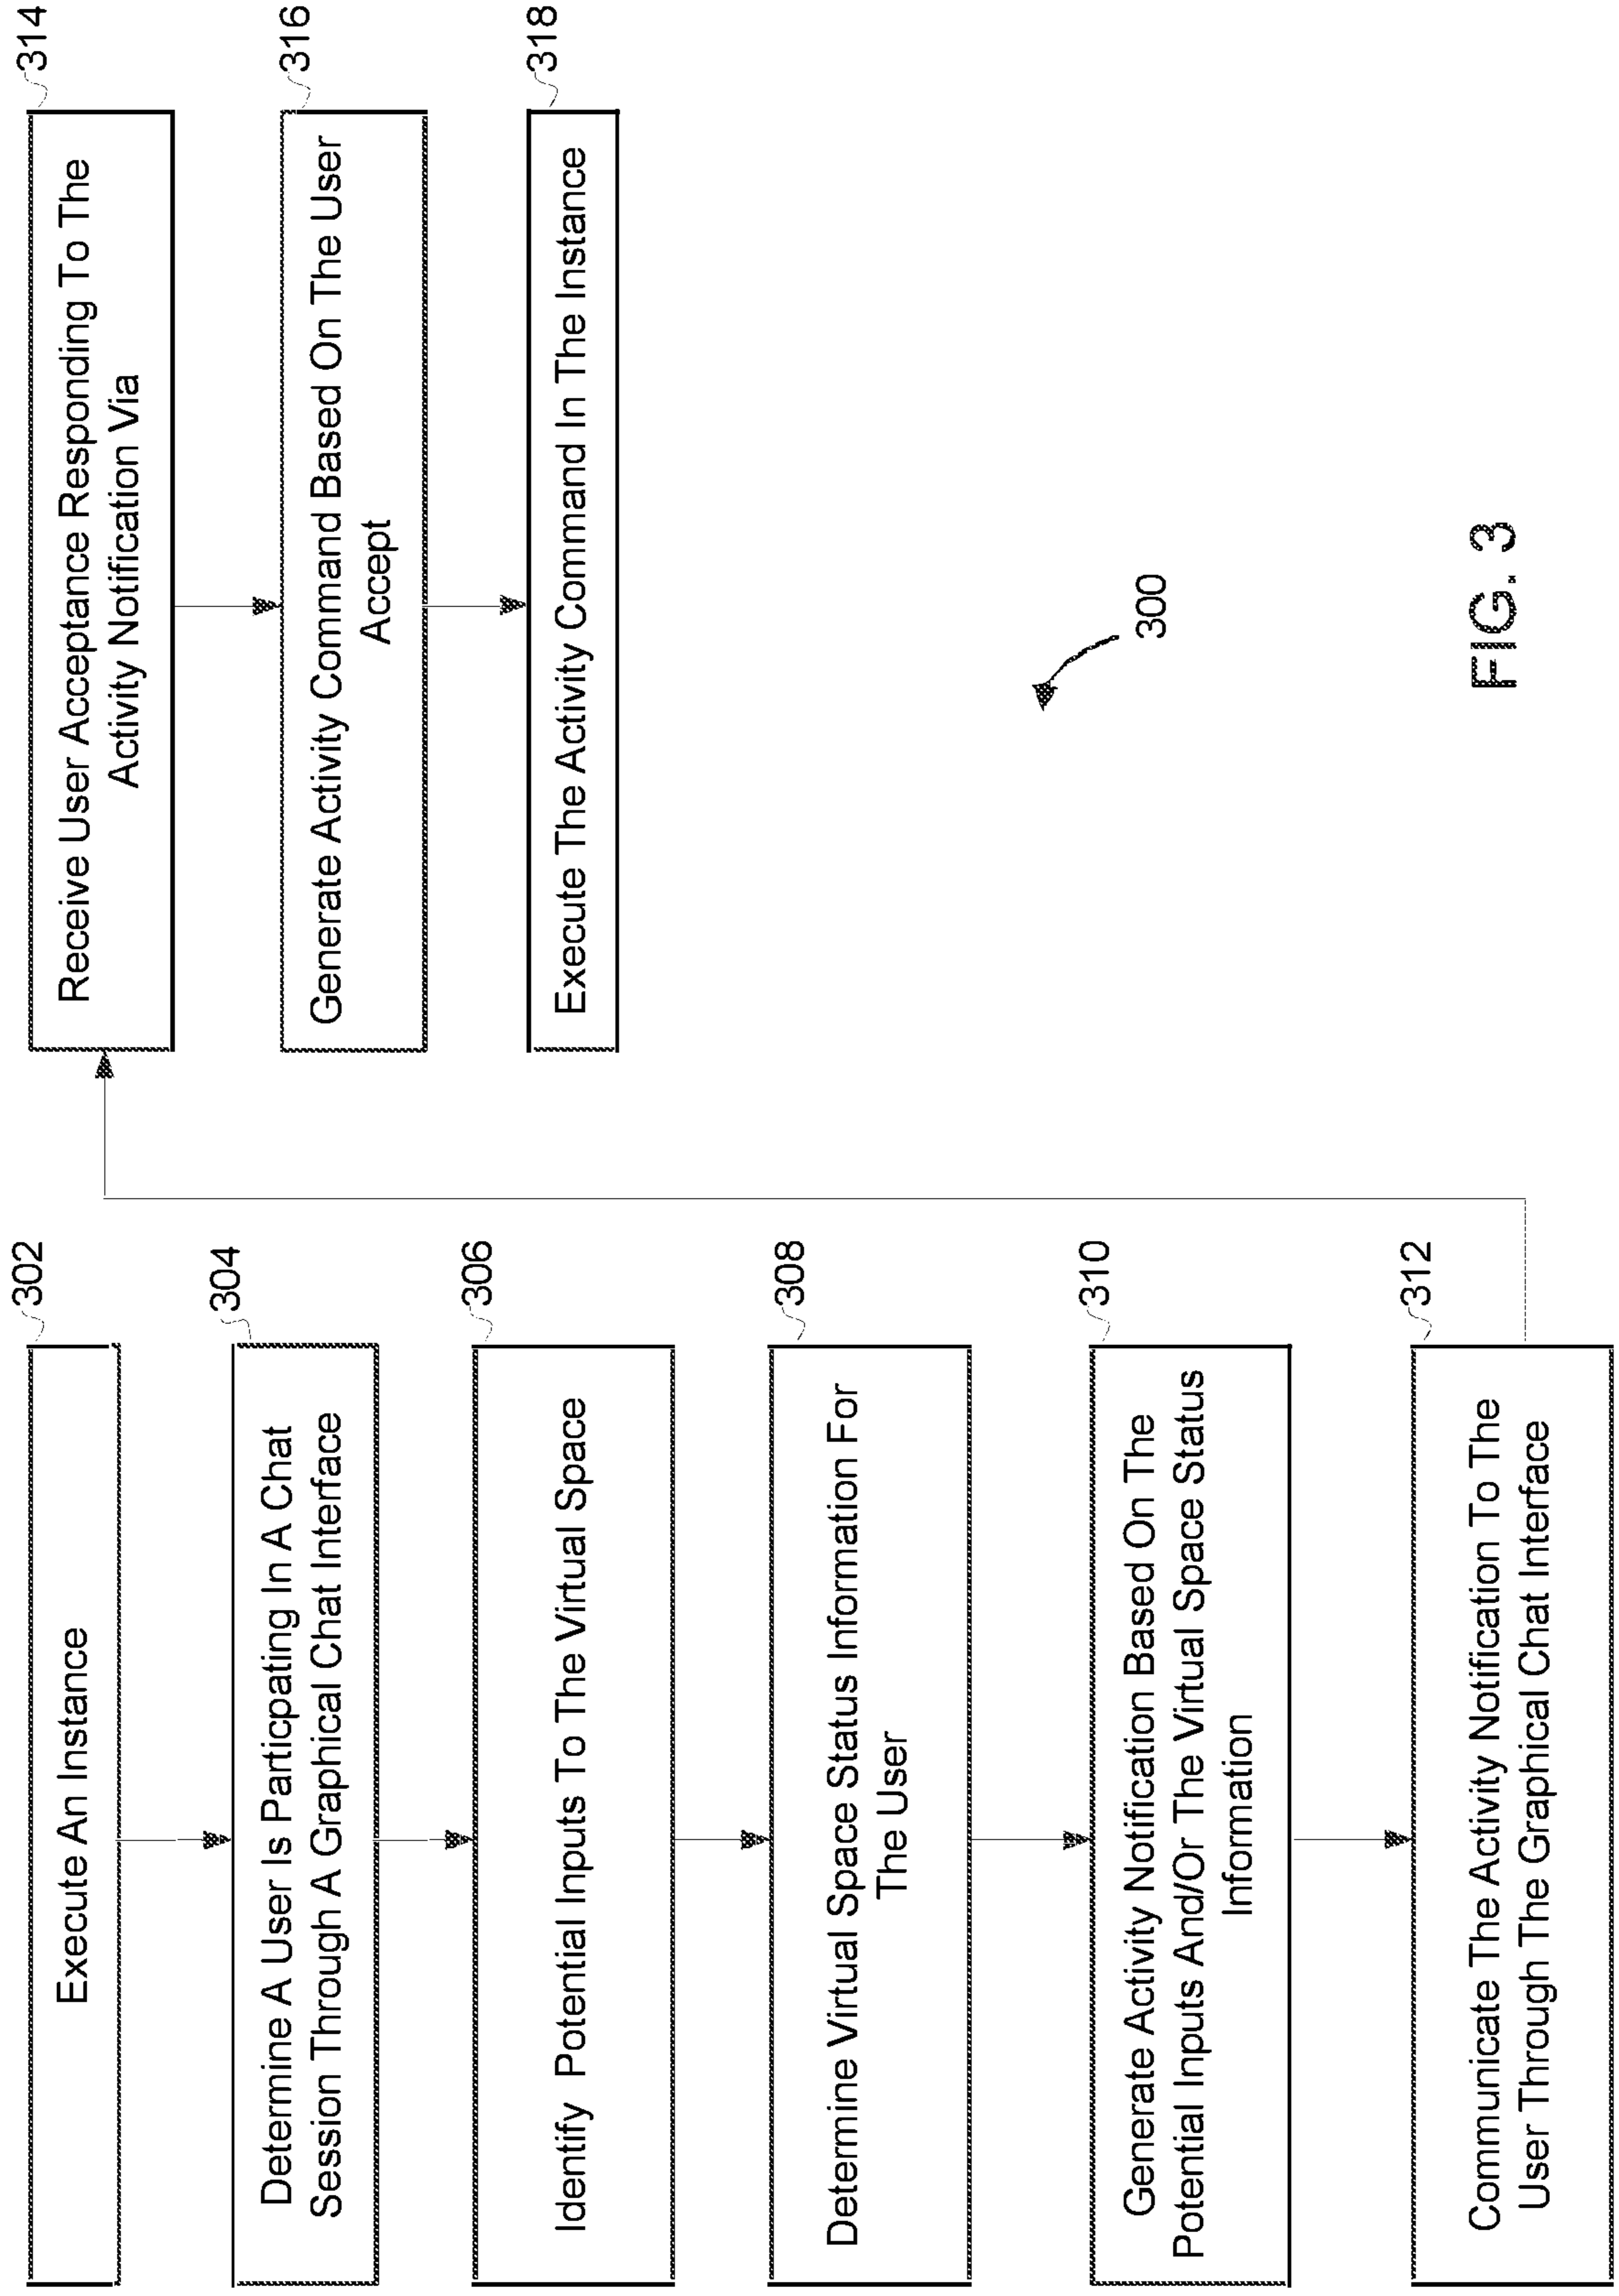 302
Execute An Instance
304
Determine A User Is Particpating In A Chat
Session Through A Graphical Chat Interface
306
Identify Potential Inputs To The Virtual Space
308
Determine Virtual Space Status Information For
The User
310
Generate Activity Notification Based On The
Potential Inputs And/Or The Virtual Space Status
Information
312
Communicate The Activity Notification To The
User Through The Graphical Chat Interface
314
Receive User Acceptance Responding To The
Activity Notification Via
316
Generate Activity Command Based On The User
Accept
318
Execute The Activity Command In The Instance
300
FIG. 3